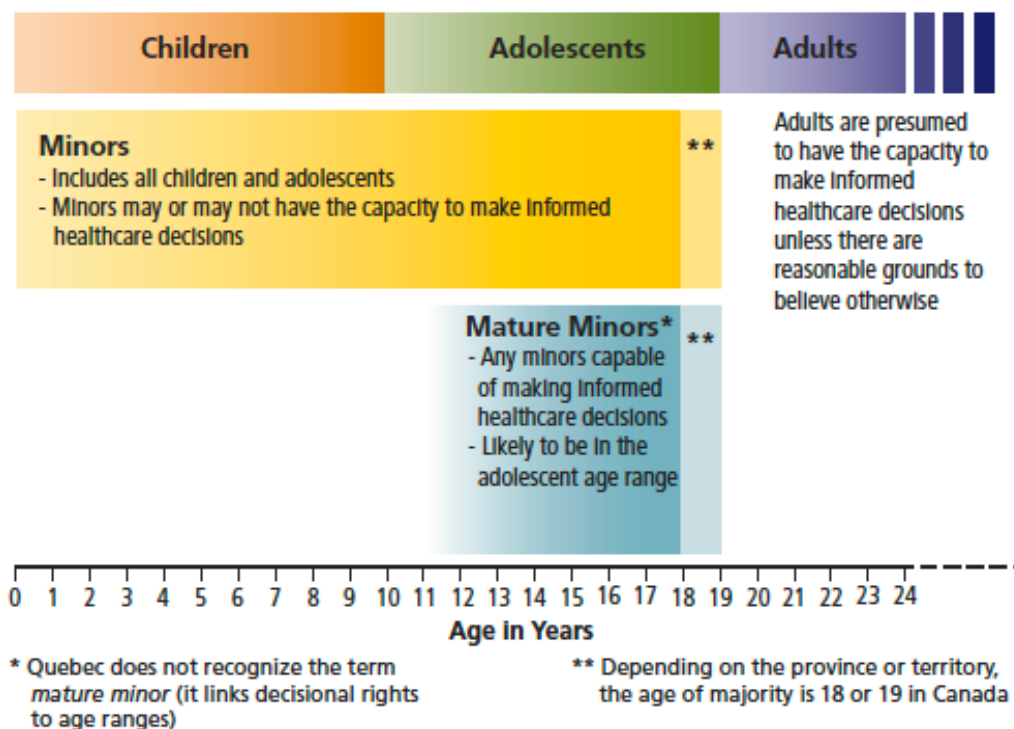 Children
Adolescents
Adults
Minors
- Includes all children and adolescents
- Minors may or may not have the capacity to make informed
healthcare decisions
**
Adults are presumed
to have the capacity to
make informed
healthcare decisions
unless there are
reasonable grounds to
believe otherwise
Mature Minors*
- Any minors capable
of making informed
healthcare decisions
- Likely to be in the
adolescent age range
**
0 1 2 3 4 5 6 7 8 9 10 11 12 13 14 15 16 17 18 19 20 21 22 23 24
Age in Years
* Quebec does not recognize the term
mature minor (it links decisional rights
to age ranges)
** Depending on the province or territory,
the age of majority is 18 or 19 in Canada